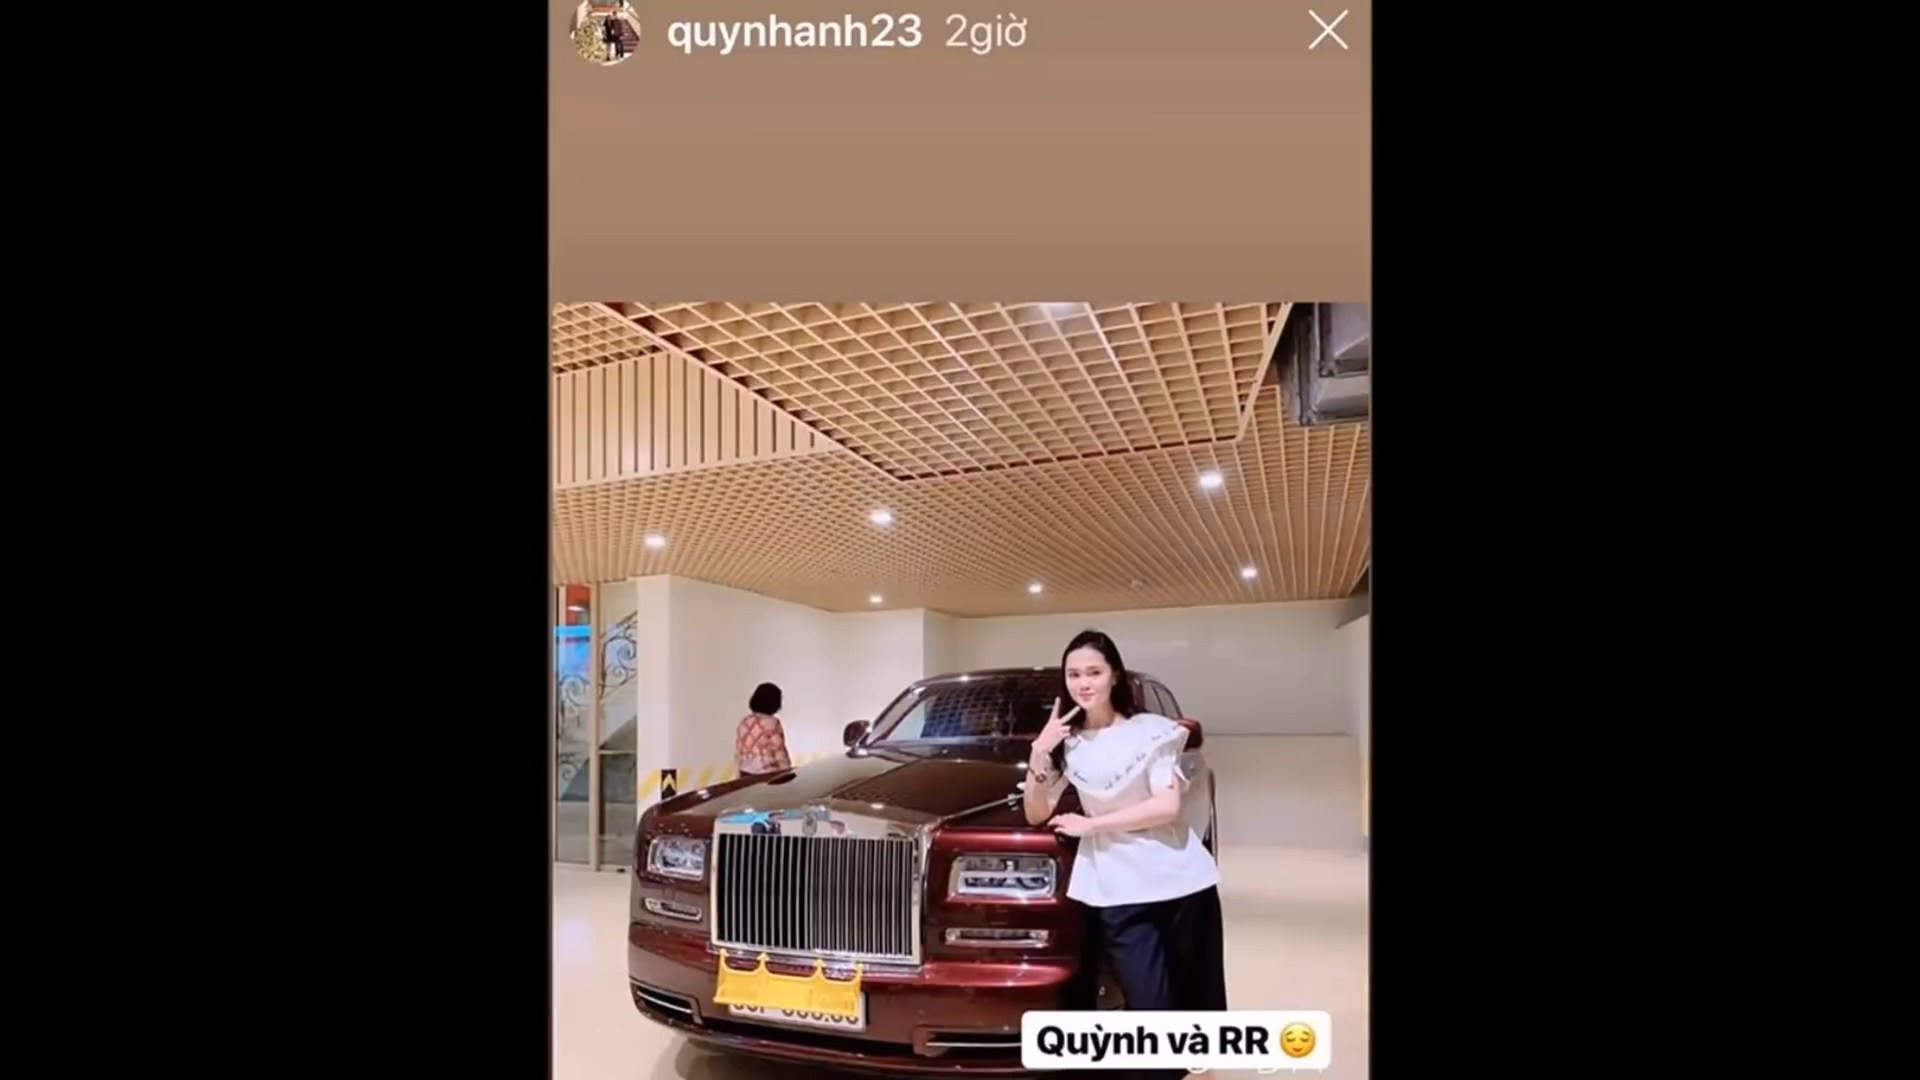 quynhanh23 2giờ
Quỳnh và RR 😌